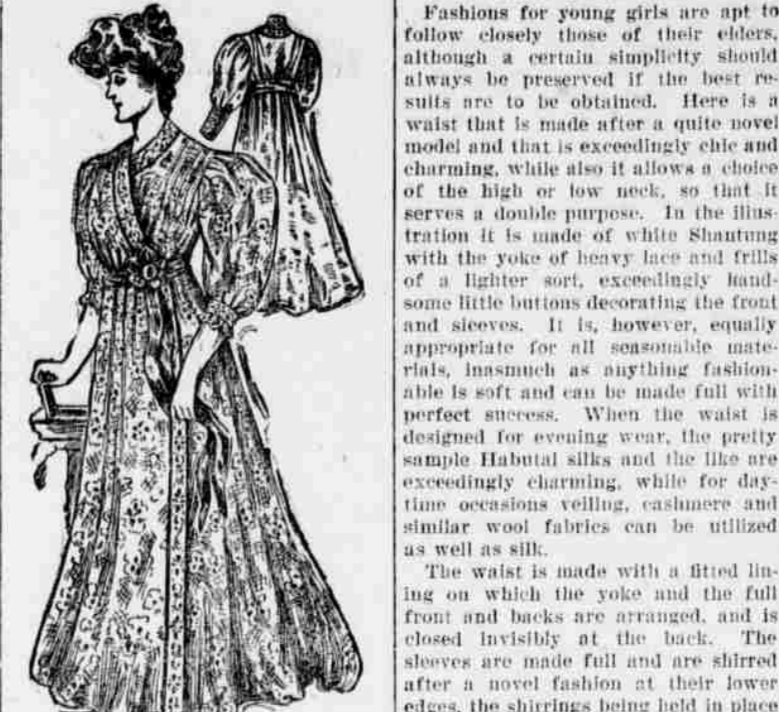 Fashions for young girls are apt to
follow closely those of their elders,
although a certain simplicity should
always be preserved if the best re-
sults are to be obtained. Here is a
waist that is made after a quite novel
model and that is exceedingly chic and
charming, while also it allows a choice
of the high or low neck, so that it
serves a double purpose. In the illus-
tration it is made of white Shantung
with the yoke of heavy lace and frills
of a lighter sort, exceedingly hand-
some little buttons decorating the front
and sleeves. It is, however, equally
appropriate for all seasonable mate-
rials, inasmuch as anything fashion-
able is soft and can be made full with
perfect success. When the waist is
designed for evening wear, the pretty
sample Habutai silks and the like are
exceedingly charming, while for day-
time occasions veiling, cashmere and
similar wool fabrics can be utilized
as well as silk.
The waist is made with a fitted lin-
ing on which the yoke and the full
front and backs are arranged, and is
closed invisibly at the back. The
sleeves are made full and are shirred
after a novel fashion at their lower
edges, the shirrings being held in place